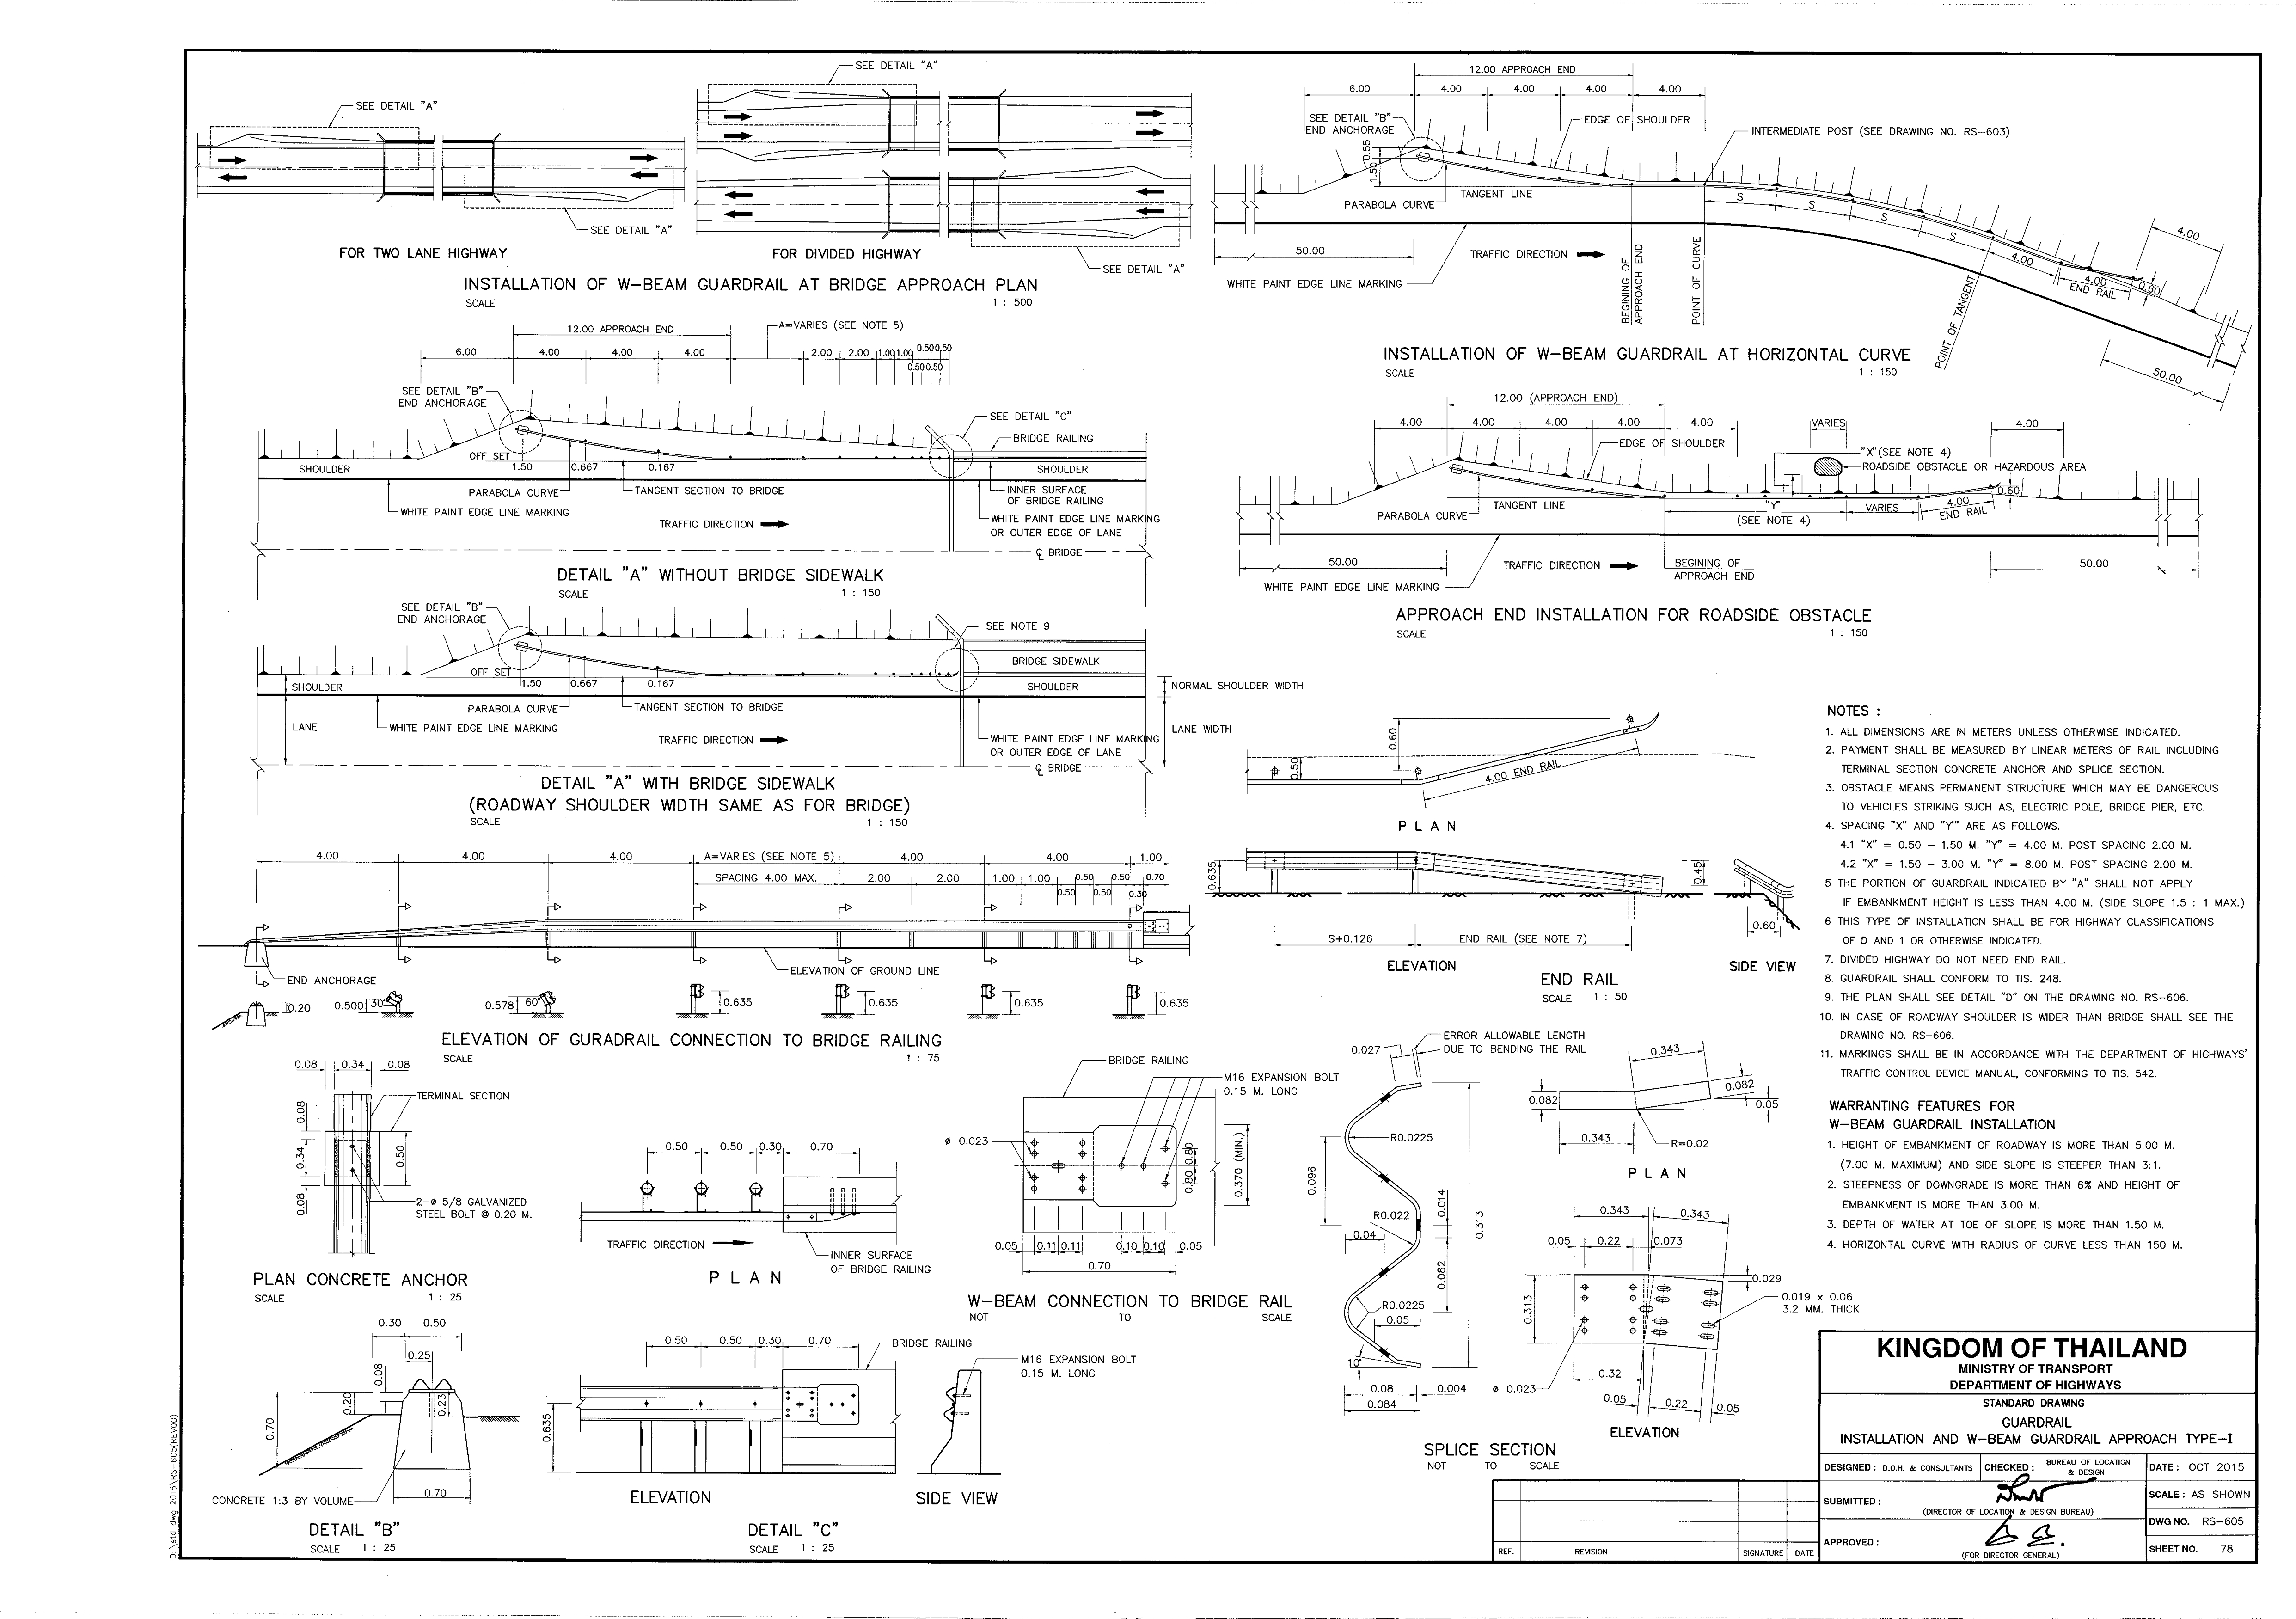 SEE DETAIL "A"
SEE DETAIL "A"
SEE DETAIL "A"
SEE DETAIL "A"
FOR TWO LANE HIGHWAY
FOR DIVIDED HIGHWAY
INSTALLATION OF W-BEAM GUARDRAIL AT BRIDGE APPROACH PLAN
SCALE 1 : 500
12.00 APPROACH END
A=VARIES (SEE NOTE 5)
6.00 4.00 4.00 4.00 2.00 2.00 1.00 1.00 0.50 0.50
0.50 0.50
SEE DETAIL "B"
END ANCHORAGE
SEE DETAIL "C"
BRIDGE RAILING
OFF SET
1.50 0.667 0.167
SHOULDER
SHOULDER
PARABOLA CURVE
TANGENT SECTION TO BRIDGE
INNER SURFACE
OF BRIDGE RAILING
WHITE PAINT EDGE LINE MARKING
TRAFFIC DIRECTION
WHITE PAINT EDGE LINE MARKING
OR OUTER EDGE OF LANE
℄ BRIDGE
DETAIL "A" WITHOUT BRIDGE SIDEWALK
SCALE 1 : 150
SEE DETAIL "B"
END ANCHORAGE
SEE NOTE 9
BRIDGE SIDEWALK
OFF SET
1.50 0.667 0.167
SHOULDER
SHOULDER
NORMAL SHOULDER WIDTH
PARABOLA CURVE
TANGENT SECTION TO BRIDGE
LANE
WHITE PAINT EDGE LINE MARKING
TRAFFIC DIRECTION
WHITE PAINT EDGE LINE MARKING
OR OUTER EDGE OF LANE
LANE WIDTH
℄ BRIDGE
DETAIL "A" WITH BRIDGE SIDEWALK
(ROADWAY SHOULDER WIDTH SAME AS FOR BRIDGE)
SCALE 1 : 150
4.00 4.00 4.00 A=VARIES (SEE NOTE 5) 4.00 4.00 1.00
SPACING 4.00 MAX. 2.00 2.00 1.00 1.00 0.50 0.50 0.70
0.50 0.50 0.30
END ANCHORAGE
ELEVATION OF GROUND LINE
0.20 0.500 30° 0.578 60° 0.635 0.635 0.635 0.635
ELEVATION OF GURADRAIL CONNECTION TO BRIDGE RAILING
SCALE 1 : 75
0.08 0.34 0.08
TERMINAL SECTION
0.08
0.34
0.50
0.08
2-ø 5/8 GALVANIZED
STEEL BOLT @ 0.20 M.
PLAN CONCRETE ANCHOR
SCALE 1 : 25
0.50 0.50 0.30 0.70
TRAFFIC DIRECTION
INNER SURFACE
OF BRIDGE RAILING
P L A N
BRIDGE RAILING
M16 EXPANSION BOLT
0.15 M. LONG
ø 0.023
0.80 0.80
0.370 (MIN.)
0.05 0.11 0.11 0.10 0.10 0.05
0.70
W-BEAM CONNECTION TO BRIDGE RAIL
NOT TO SCALE
0.30 0.50
0.25
0.08
0.20
0.23
0.70
CONCRETE 1:3 BY VOLUME
0.70
DETAIL "B"
SCALE 1 : 25
0.50 0.50 0.30 0.70
BRIDGE RAILING
M16 EXPANSION BOLT
0.15 M. LONG
0.635
ELEVATION
SIDE VIEW
DETAIL "C"
SCALE 1 : 25
12.00 APPROACH END
6.00 4.00 4.00 4.00 4.00
SEE DETAIL "B"
END ANCHORAGE
EDGE OF SHOULDER
INTERMEDIATE POST (SEE DRAWING NO. RS-603)
0.55
1.50
TANGENT LINE
PARABOLA CURVE
S
S
S
S
4.00
4.00
4.00
END RAIL
0.60
50.00
TRAFFIC DIRECTION
WHITE PAINT EDGE LINE MARKING
BEGINING OF
APPROACH END
POINT OF CURVE
POINT OF TANGENT
50.00
INSTALLATION OF W-BEAM GUARDRAIL AT HORIZONTAL CURVE
SCALE 1 : 150
12.00 (APPROACH END)
4.00 4.00 4.00 4.00 4.00 VARIES 4.00
EDGE OF SHOULDER
"X"(SEE NOTE 4)
ROADSIDE OBSTACLE OR HAZARDOUS AREA
0.60
TANGENT LINE
PARABOLA CURVE
"Y"
(SEE NOTE 4)
VARIES
4.00
END RAIL
50.00
TRAFFIC DIRECTION
BEGINING OF
APPROACH END
50.00
WHITE PAINT EDGE LINE MARKING
APPROACH END INSTALLATION FOR ROADSIDE OBSTACLE
SCALE 1 : 150
0.60
0.50
4.00 END RAIL
P L A N
0.635
0.45
0.60
S+0.126
END RAIL (SEE NOTE 7)
ELEVATION
SIDE VIEW
END RAIL
SCALE 1 : 50
0.027
ERROR ALLOWABLE LENGTH
DUE TO BENDING THE RAIL
R0.0225
0.096
R0.022
0.014
0.313
0.04
0.082
R0.0225
0.05
10°
0.08 0.004
0.084
SPLICE SECTION
NOT TO SCALE
0.343
0.082
0.082
0.05
0.343
R=0.02
P L A N
0.343 0.343
0.05 0.22 0.073
0.029
0.019 x 0.06
3.2 MM. THICK
0.313
0.32
ø 0.023
0.05 0.22 0.05
ELEVATION
NOTES :
1. ALL DIMENSIONS ARE IN METERS UNLESS OTHERWISE INDICATED.
2. PAYMENT SHALL BE MEASURED BY LINEAR METERS OF RAIL INCLUDING
TERMINAL SECTION CONCRETE ANCHOR AND SPLICE SECTION.
3. OBSTACLE MEANS PERMANENT STRUCTURE WHICH MAY BE DANGEROUS
TO VEHICLES STRIKING SUCH AS, ELECTRIC POLE, BRIDGE PIER, ETC.
4. SPACING "X" AND "Y" ARE AS FOLLOWS.
4.1 "X" = 0.50 - 1.50 M. "Y" = 4.00 M. POST SPACING 2.00 M.
4.2 "X" = 1.50 - 3.00 M. "Y" = 8.00 M. POST SPACING 2.00 M.
5 THE PORTION OF GUARDRAIL INDICATED BY "A" SHALL NOT APPLY
IF EMBANKMENT HEIGHT IS LESS THAN 4.00 M. (SIDE SLOPE 1.5 : 1 MAX.)
6 THIS TYPE OF INSTALLATION SHALL BE FOR HIGHWAY CLASSIFICATIONS
OF D AND 1 OR OTHERWISE INDICATED.
7. DIVIDED HIGHWAY DO NOT NEED END RAIL.
8. GUARDRAIL SHALL CONFORM TO TIS. 248.
9. THE PLAN SHALL SEE DETAIL "D" ON THE DRAWING NO. RS-606.
10. IN CASE OF ROADWAY SHOULDER IS WIDER THAN BRIDGE SHALL SEE THE
DRAWING NO. RS-606.
11. MARKINGS SHALL BE IN ACCORDANCE WITH THE DEPARTMENT OF HIGHWAYS'
TRAFFIC CONTROL DEVICE MANUAL, CONFORMING TO TIS. 542.
WARRANTING FEATURES FOR
W-BEAM GUARDRAIL INSTALLATION
1. HEIGHT OF EMBANKMENT OF ROADWAY IS MORE THAN 5.00 M.
(7.00 M. MAXIMUM) AND SIDE SLOPE IS STEEPER THAN 3:1.
2. STEEPNESS OF DOWNGRADE IS MORE THAN 6% AND HEIGHT OF
EMBANKMENT IS MORE THAN 3.00 M.
3. DEPTH OF WATER AT TOE OF SLOPE IS MORE THAN 1.50 M.
4. HORIZONTAL CURVE WITH RADIUS OF CURVE LESS THAN 150 M.
KINGDOM OF THAILAND
MINISTRY OF TRANSPORT
DEPARTMENT OF HIGHWAYS
STANDARD DRAWING
GUARDRAIL
INSTALLATION AND W-BEAM GUARDRAIL APPROACH TYPE-I
DESIGNED : D.O.H. & CONSULTANTS
CHECKED : BUREAU OF LOCATION
& DESIGN
DATE : OCT 2015
SUBMITTED :
(DIRECTOR OF LOCATION & DESIGN BUREAU)
SCALE : AS SHOWN
DWG NO. RS-605
APPROVED :
(FOR DIRECTOR GENERAL)
SHEET NO. 78
REF. REVISION SIGNATURE DATE
D:\std dwg 2015\RS-605(REV00)